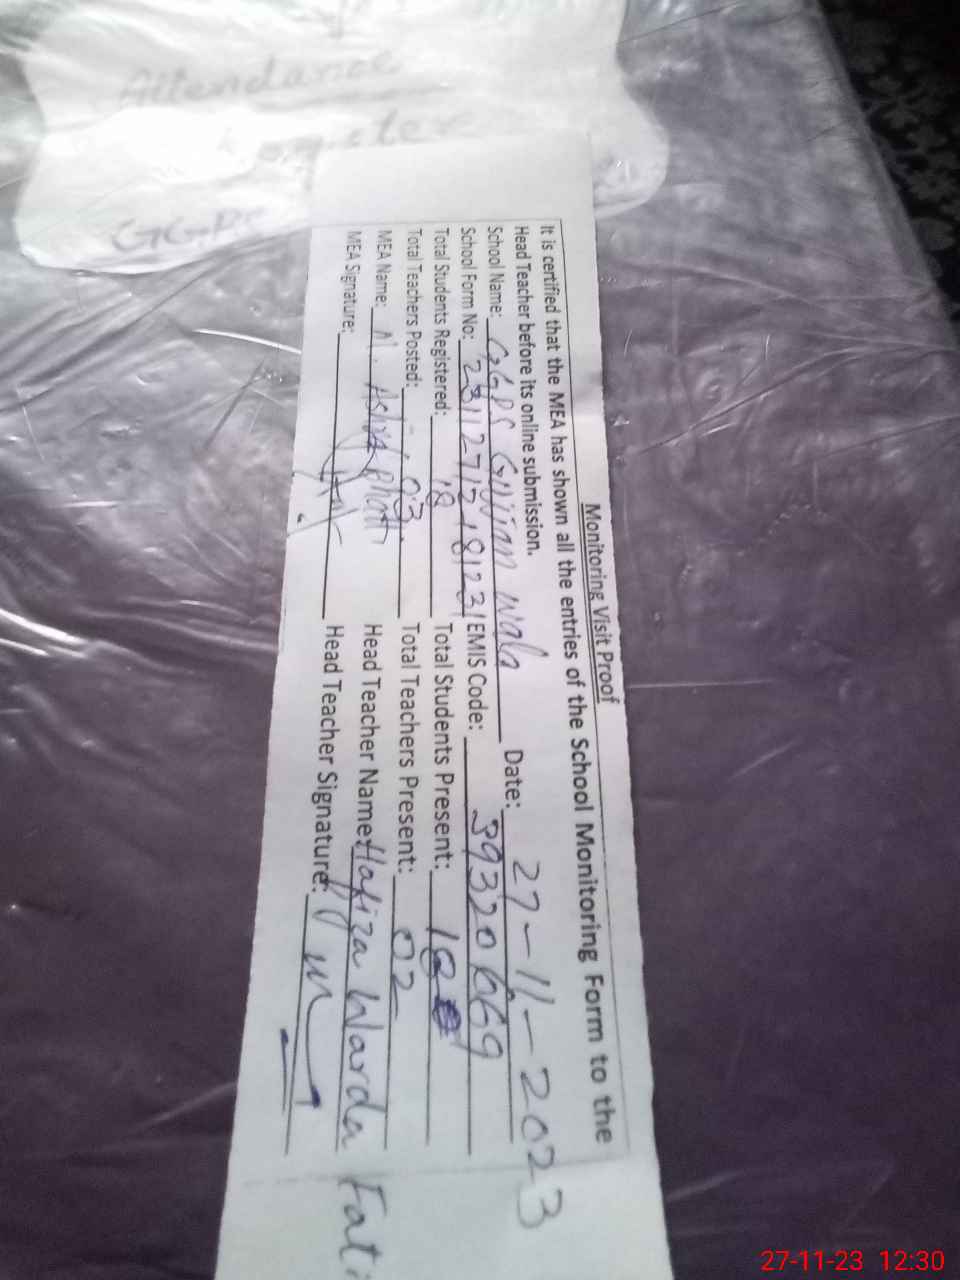 Attendance
GGPS
Monitoring Visit Proof
It is certified that the MEA has shown all the entries of the School Monitoring Form to the
Head Teacher before its online submission.
School Name: GGPS Gujjan wala Date: 27-11-2023
School Form No: EMIS Code: 39320669
Total Students Registered: 18 Total Students Present: 18
Total Teachers Posted: 03 Total Teachers Present: 02
MEA Name: M. Bhatti Head Teacher Name: Hafiza Warda Fati
MEA Signature: Head Teacher Signature:
27-11-23 12:30